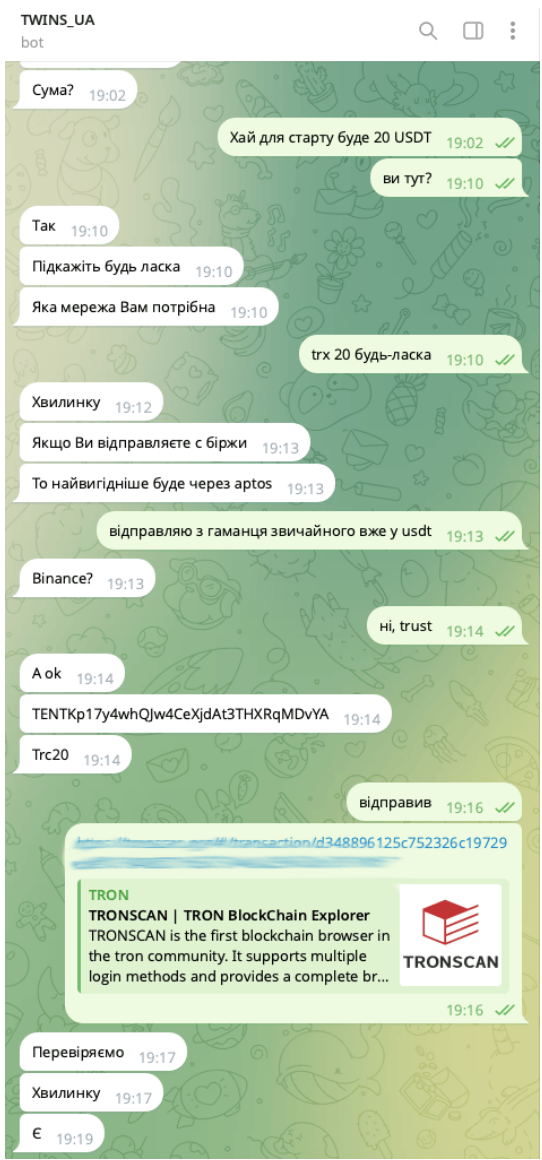 TWINS_UA
bot
Сума? 19:02
Хай для старту буде 20 USDT 19:02
ви тут? 19:10
Так 19:10
Підкажіть будь ласка 19:10
Яка мережа Вам потрібна 19:10
trx 20 будь-ласка 19:10
Хвилинку 19:12
Якщо Ви відправляєте с біржи 19:13
То найвигідніше буде через aptos 19:13
відправляю з гаманця звичайного вже у usdt 19:13
Binance? 19:13
ні, trust 19:14
А ok 19:14
TENTKp17y4whQJw4CeXjdAt3THXRqMDvYA 19:14
Trc20 19:14
відправив 19:16
/transaction/d348896125c752326c19729
TRON
TRONSCAN | TRON BlockChain Explorer
TRONSCAN is the first blockchain browser in
the tron community. It supports multiple
login methods and provides a complete br...
TRONSCAN
19:16
Перевіряємо 19:17
Хвилинку 19:17
Є 19:19